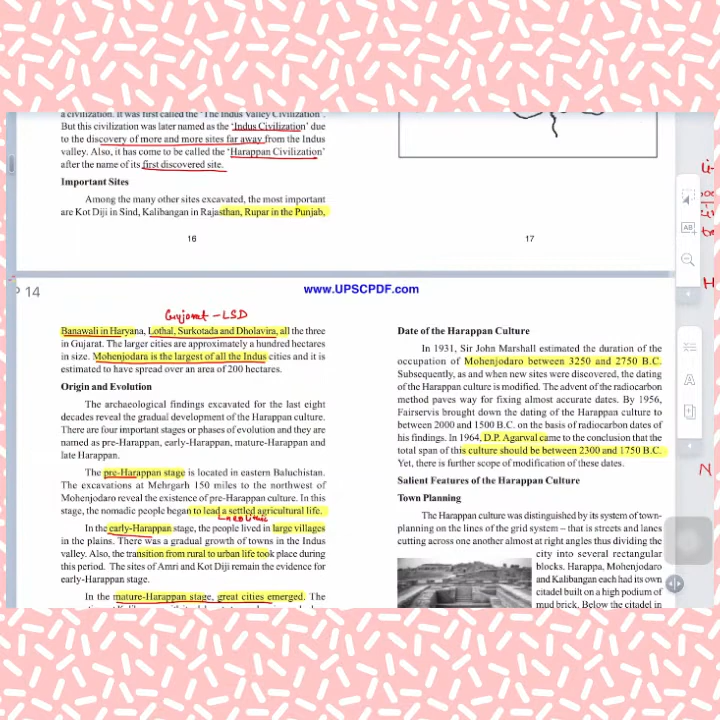 a civilization. It was first called the 'The Indus Valley Civilization'.
But this civilization was later named as the 'Indus Civilization' due
to the discovery of more and more sites far away from the Indus
valley. Also, it has come to be called the 'Harappan Civilization'
after the name of its first discovered site.
Important Sites
Among the many other sites excavated, the most important
are Kot Diji in Sind, Kalibangan in Rajasthan, Rupar in the Punjab,
16
17
P 14
www.UPSCPDF.com
Gujarat - LSD
Banawali in Haryana, Lothal, Surkotada and Dholavira, all the three
in Gujarat. The larger cities are approximately a hundred hectares
in size. Mohenjodara is the largest of all the Indus cities and it is
estimated to have spread over an area of 200 hectares.
Origin and Evolution
The archaeological findings excavated for the last eight
decades reveal the gradual development of the Harappan culture.
There are four important stages or phases of evolution and they are
named as pre-Harappan, early-Harappan, mature-Harappan and
late Harappan.
The pre-Harappan stage is located in eastern Baluchistan.
The excavations at Mehrgarh 150 miles to the northwest of
Mohenjodaro reveal the existence of pre-Harappan culture. In this
stage, the nomadic people began to lead a settled agricultural life.
Neolithic
In the early-Harappan stage, the people lived in large villages
in the plains. There was a gradual growth of towns in the Indus
valley. Also, the transition from rural to urban life took place during
this period. The sites of Amri and Kot Diji remain the evidence for
early-Harappan stage.
In the mature-Harappan stage, great cities emerged. The
Date of the Harappan Culture
In 1931, Sir John Marshall estimated the duration of the
occupation of Mohenjodaro between 3250 and 2750 B.C.
Subsequently, as and when new sites were discovered, the dating
of the Harappan culture is modified. The advent of the radiocarbon
method paves way for fixing almost accurate dates. By 1956,
Fairservis brought down the dating of the Harappan culture to
between 2000 and 1500 B.C. on the basis of radiocarbon dates of
his findings. In 1964, D.P. Agarwal came to the conclusion that the
total span of this culture should be between 2300 and 1750 B.C.
Yet, there is further scope of modification of these dates.
Salient Features of the Harappan Culture
Town Planning
The Harappan culture was distinguished by its system of town-
planning on the lines of the grid system – that is streets and lanes
cutting across one another almost at right angles thus dividing the
city into several rectangular
blocks. Harappa, Mohenjodaro
and Kalibangan each had its own
citadel built on a high podium of
mud brick. Below the citadel in
AB
A
H
N